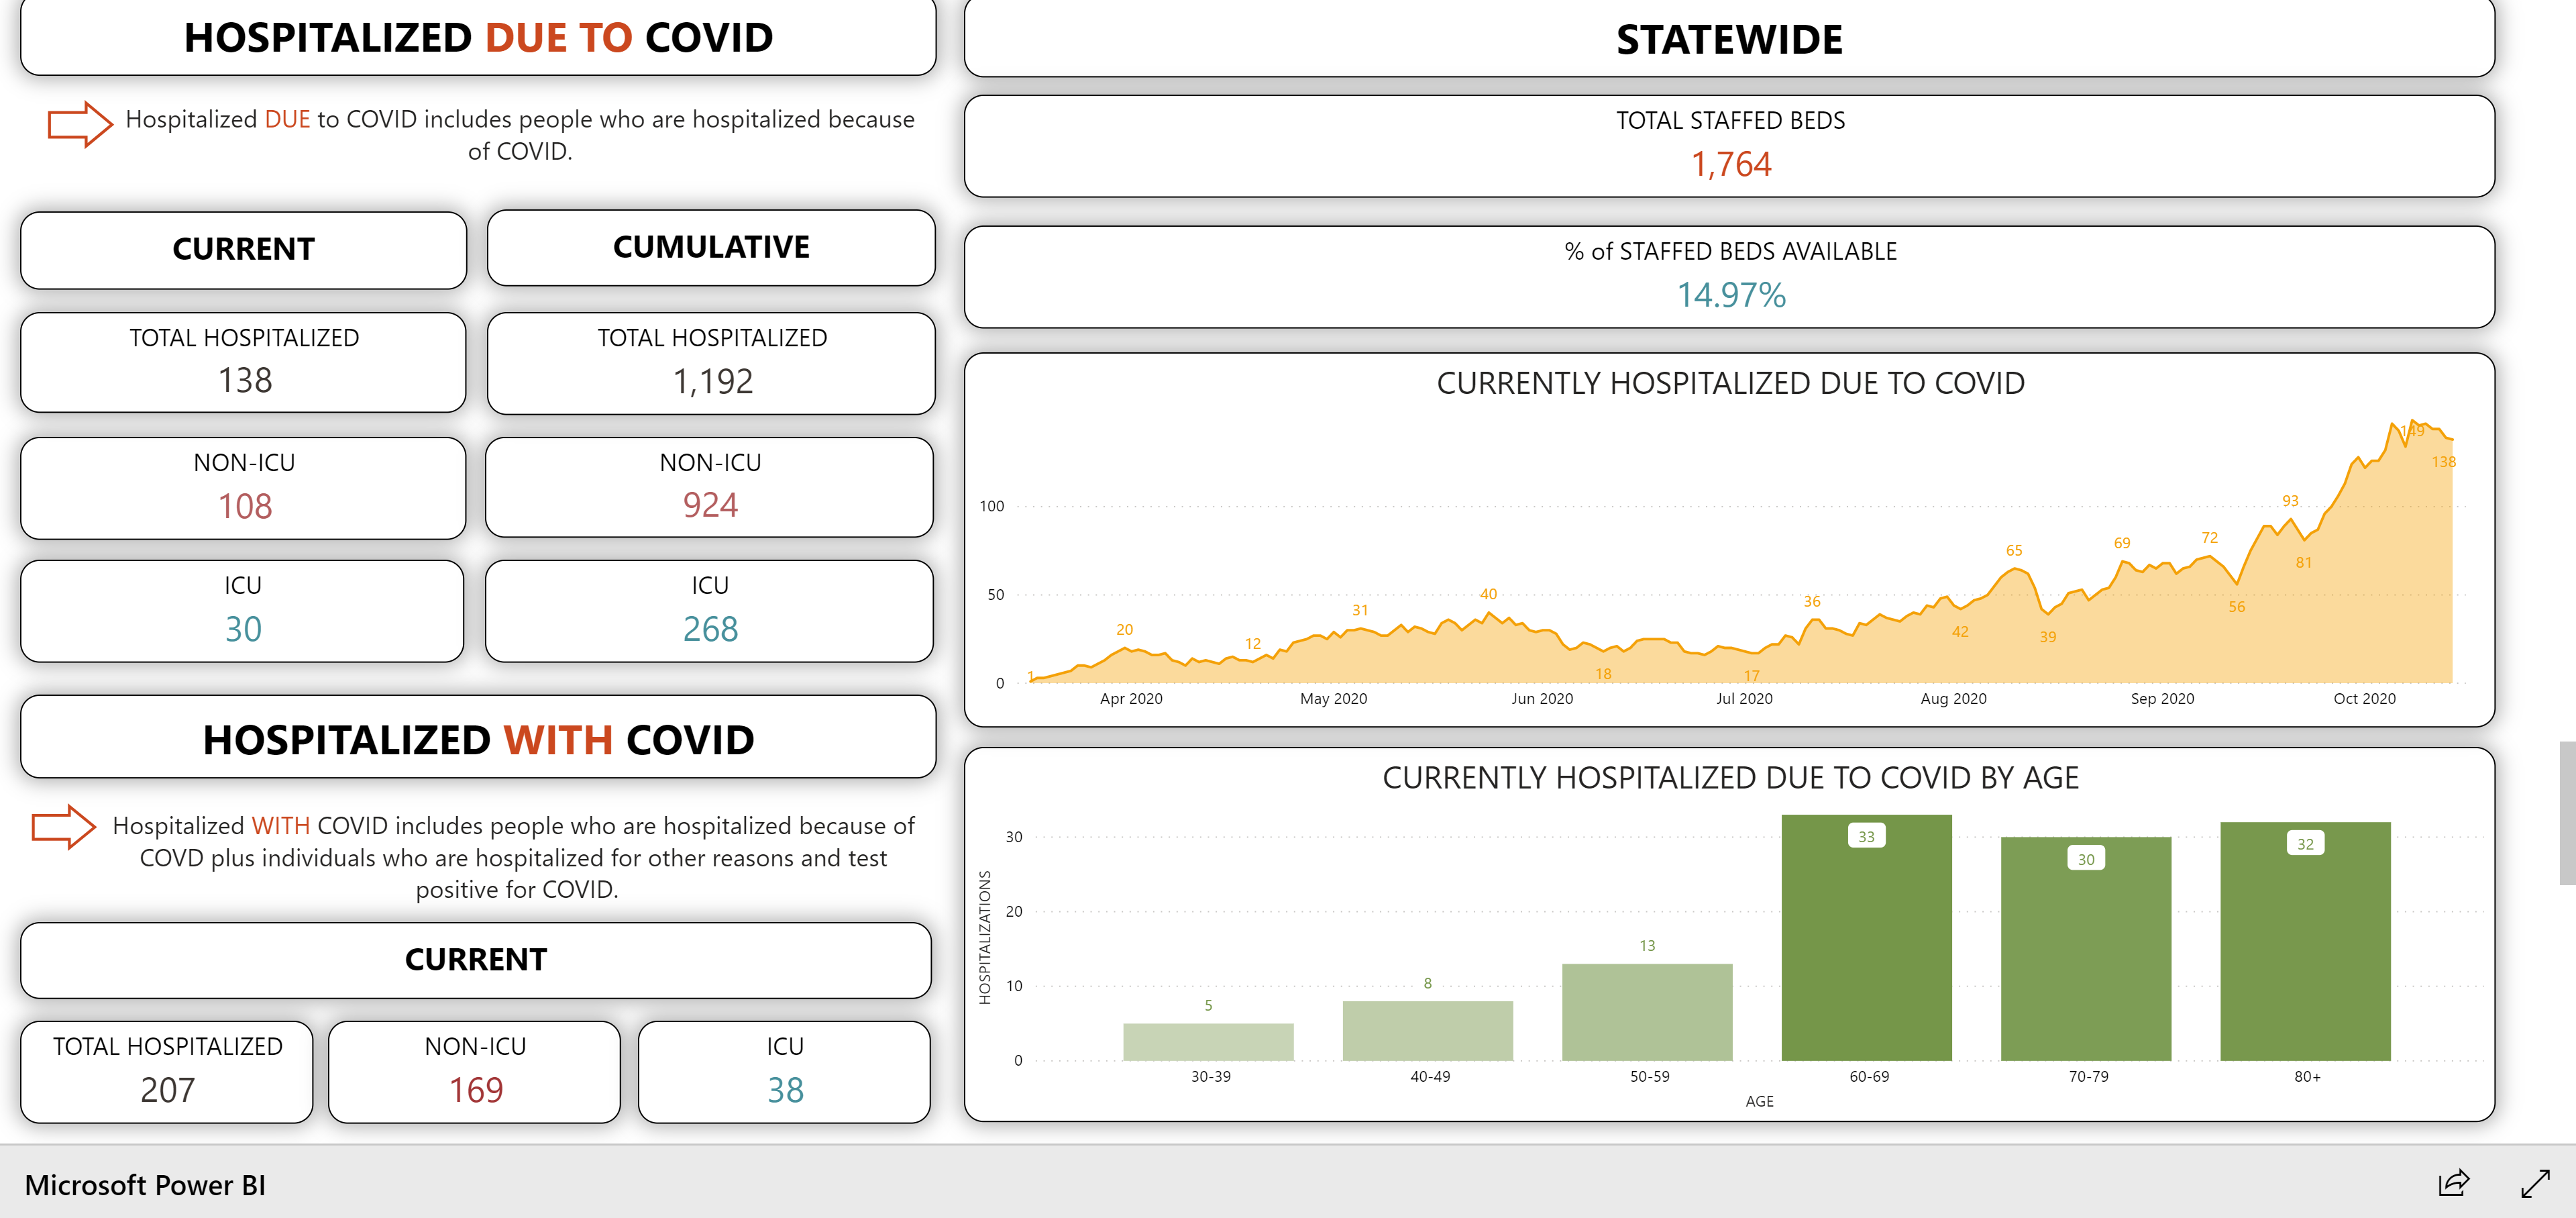 HOSPITALIZED DUE TO COVID
Hospitalized DUE to COVID includes people who are hospitalized because
of COVID.
CURRENT
CUMULATIVE
TOTAL HOSPITALIZED
138
TOTAL HOSPITALIZED
1,192
NON-ICU
108
NON-ICU
924
ICU
30
ICU
268
HOSPITALIZED WITH COVID
Hospitalized WITH COVID includes people who are hospitalized because of
COVD plus individuals who are hospitalized for other reasons and test
positive for COVID.
CURRENT
TOTAL HOSPITALIZED
207
NON-ICU
169
ICU
38
STATEWIDE
TOTAL STAFFED BEDS
1,764
% of STAFFED BEDS AVAILABLE
14.97%
CURRENTLY HOSPITALIZED DUE TO COVID
100
50
0
1
20
12
31
40
18
17
36
42
65
39
69
72
56
93
81
149
138
Apr 2020
May 2020
Jun 2020
Jul 2020
Aug 2020
Sep 2020
Oct 2020
CURRENTLY HOSPITALIZED DUE TO COVID BY AGE
HOSPITALIZATIONS
30
20
10
0
5
8
13
33
30
32
30-39
40-49
50-59
60-69
70-79
80+
AGE
Microsoft Power BI